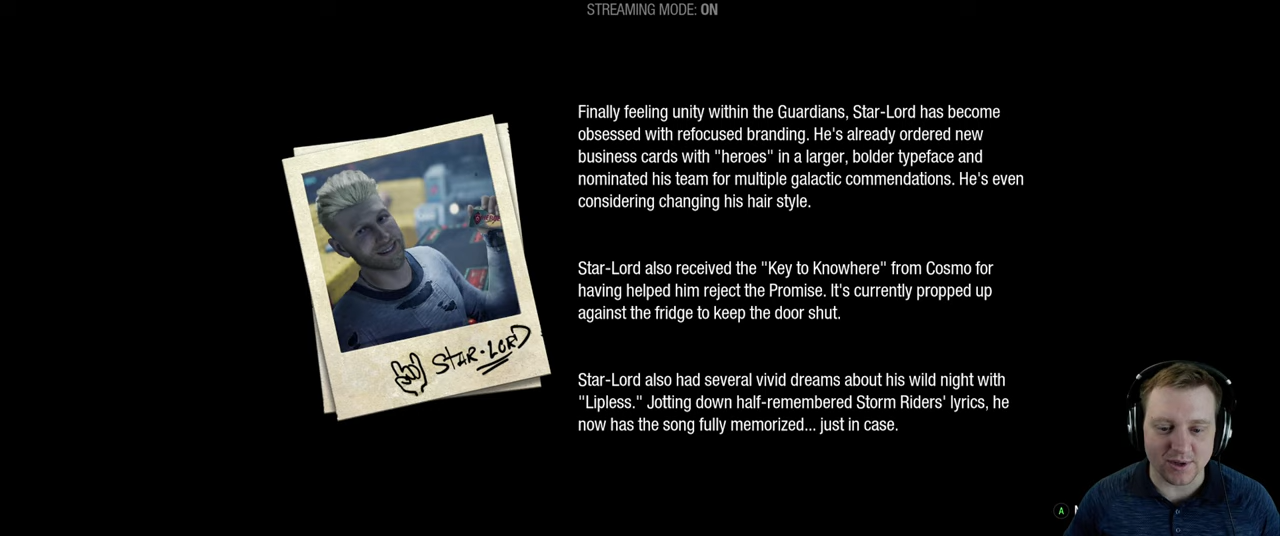 STREAMING MODE: ON
Finally feeling unity within the Guardians, Star-Lord has become
obsessed with refocused branding. He's already ordered new
business cards with "heroes" in a larger, bolder typeface and
nominated his team for multiple galactic commendations. He's even
considering changing his hair style.
Star-Lord also received the "Key to Knowhere" from Cosmo for
having helped him reject the Promise. It's currently propped up
against the fridge to keep the door shut.
Star-Lord also had several vivid dreams about his wild night with
"Lipless." Jotting down half-remembered Storm Riders' lyrics, he
now has the song fully memorized... just in case.
STAR-LORD
A